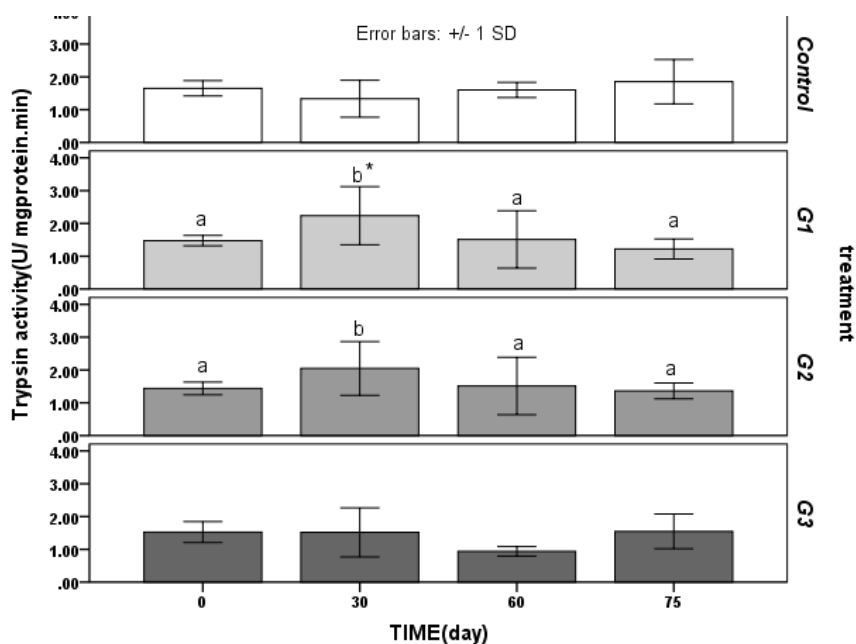 4.00
Error bars: +/- 1 SD
3.00
2.00
1.00
.00
Control
4.00
3.00
2.00
1.00
.00
a
b*
a
a
G1
4.00
3.00
2.00
1.00
.00
a
b
a
a
G2
4.00
3.00
2.00
1.00
.00
G3
0
30
60
75
TIME(day)
Trypsin activity(U/ mgprotein.min)
treatment